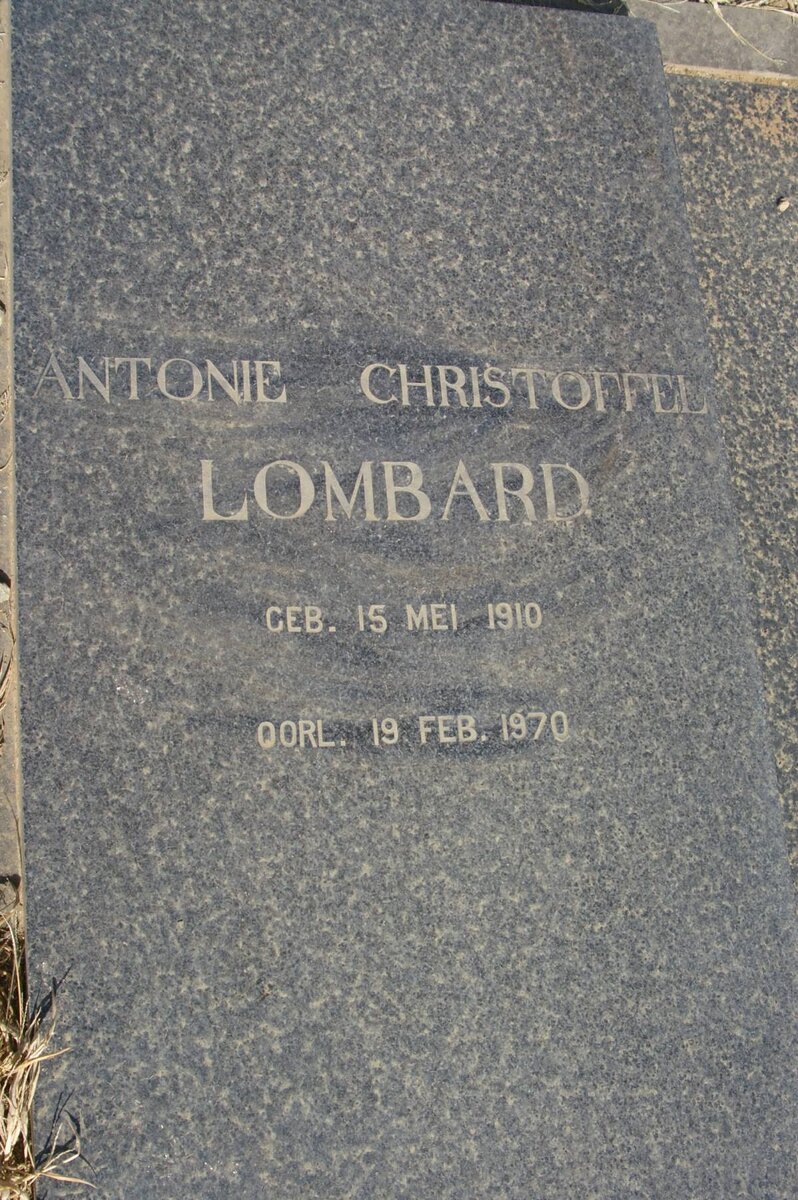 ANTONIE CHRISTOFFEL
LOMBARD
GEB. 15 MEI 1910
OORL. 19 FEB. 1970